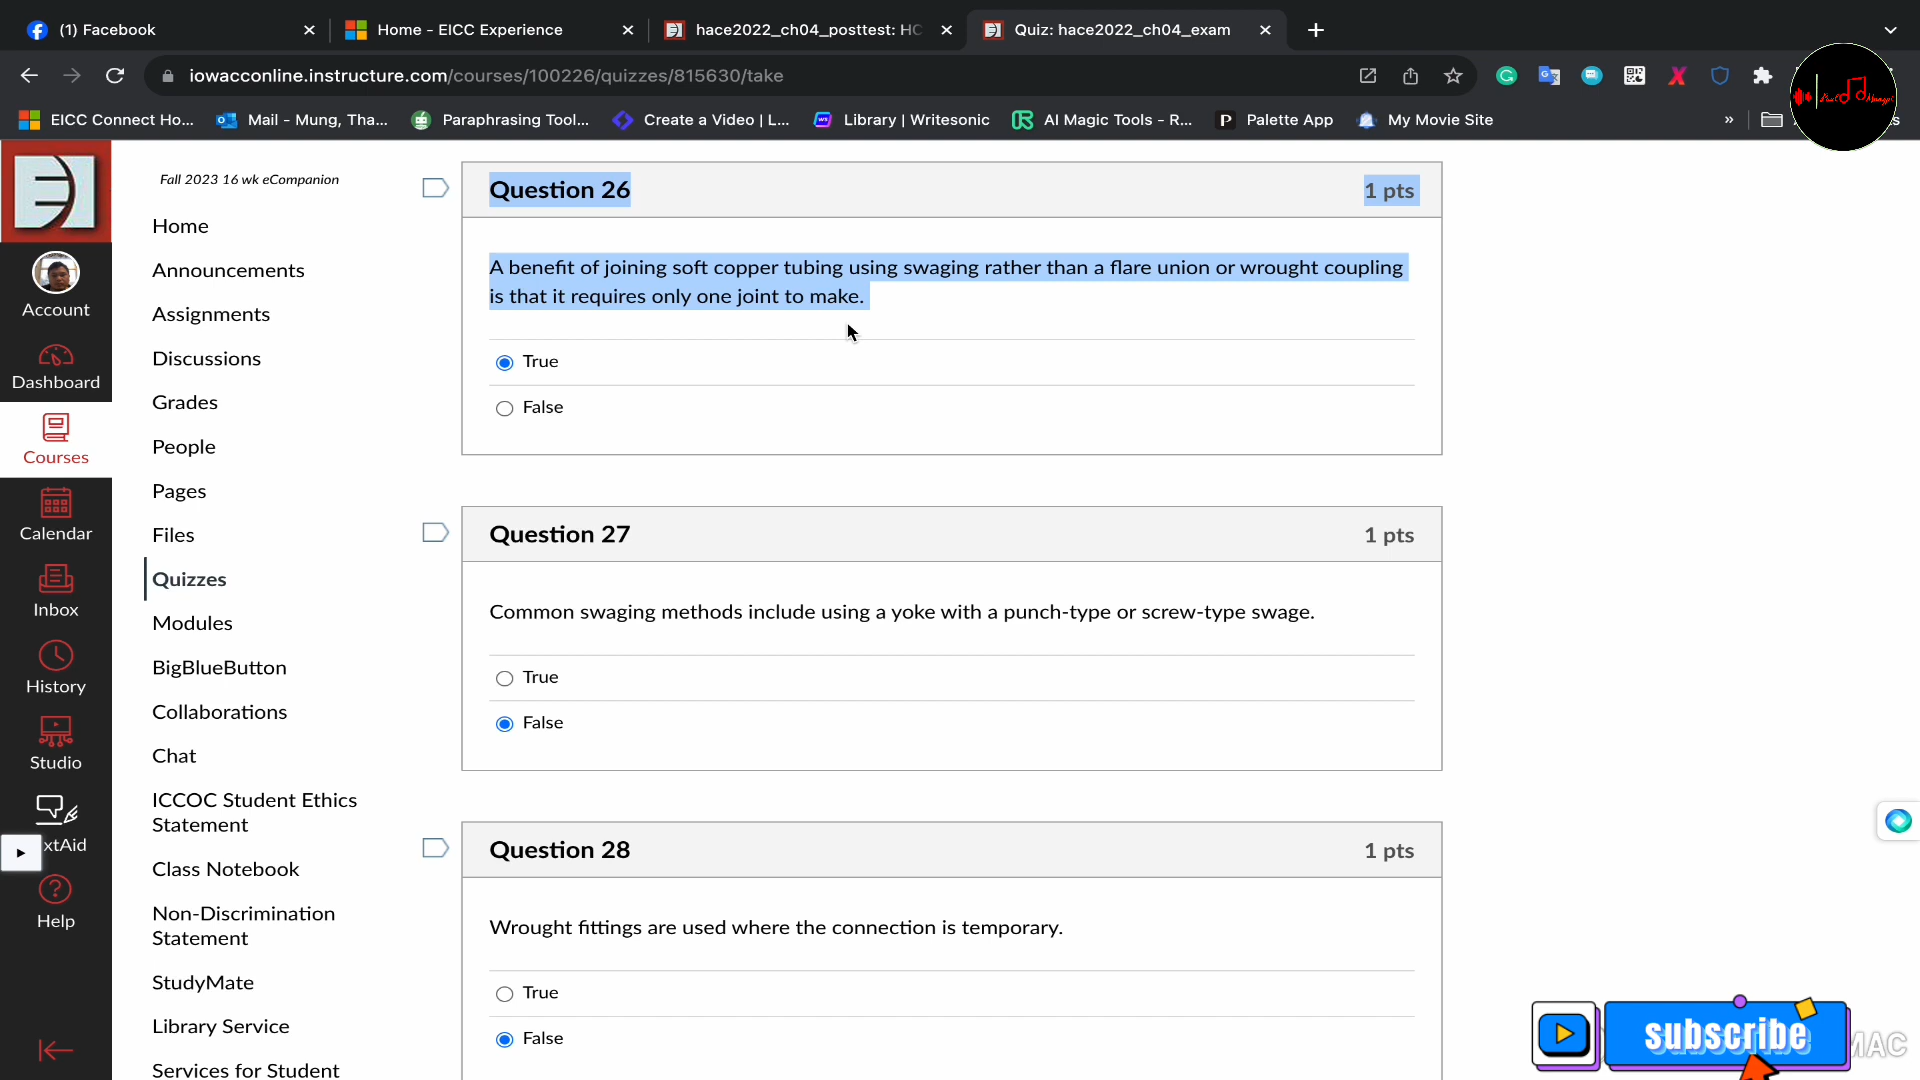 (1) Facebook
Home - EICC Experience
hace2022_ch04_posttest: HC
Quiz: hace2022_ch04_exam
iowacconline.instructure.com/courses/100226/quizzes/815630/take
EICC Connect Ho...
Mail - Mung, Tha...
Paraphrasing Tool...
Create a Video | L...
Library | Writesonic
AI Magic Tools - R...
Palette App
My Movie Site
»
Fall 2023 16 wk eCompanion
Account
Dashboard
Courses
Calendar
Inbox
History
Studio
xtAid
Help
Home
Announcements
Assignments
Discussions
Grades
People
Pages
Files
Quizzes
Modules
BigBlueButton
Collaborations
Chat
ICCOC Student Ethics
Statement
Class Notebook
Non-Discrimination
Statement
StudyMate
Library Service
Services for Student
Question 26
1 pts
A benefit of joining soft copper tubing using swaging rather than a flare union or wrought coupling
is that it requires only one joint to make.
True
False
Question 27
1 pts
Common swaging methods include using a yoke with a punch-type or screw-type swage.
True
False
Question 28
1 pts
Wrought fittings are used where the connection is temporary.
True
False
subscribe
MAC